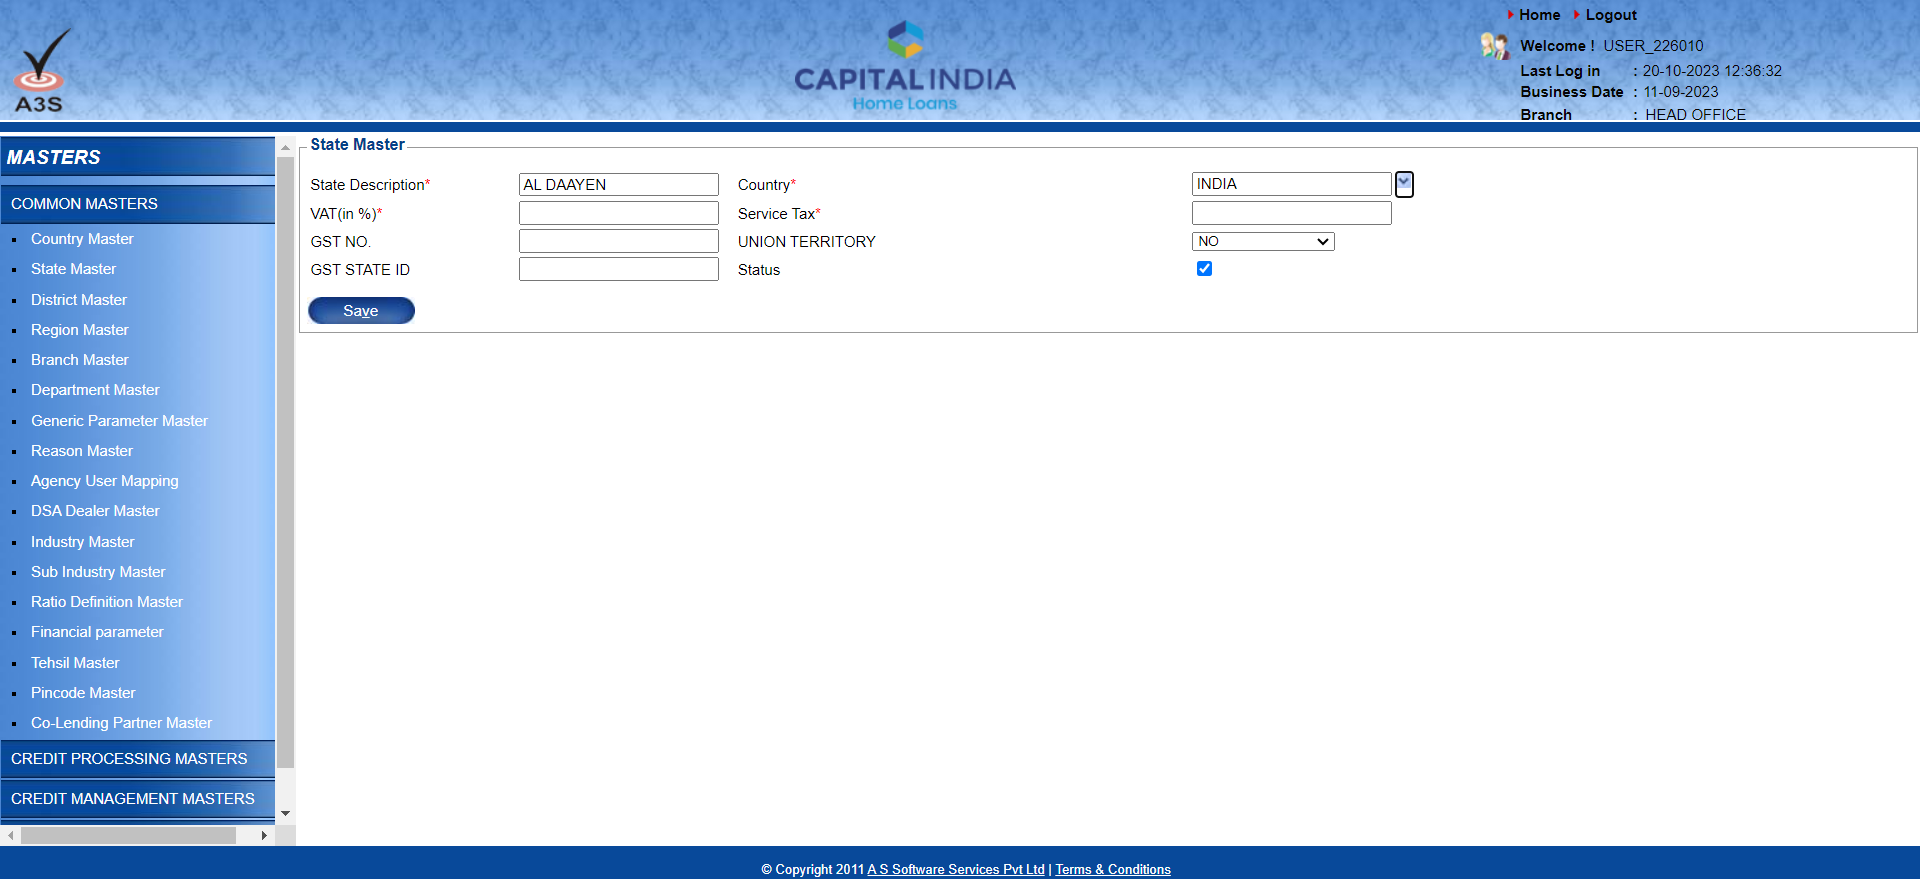 Home Logout
A3S
CAPITALINDIA
Home Loans
Welcome ! USER_226010
Last Log in : 20-10-2023 12:36:32
Business Date : 11-09-2023
Branch : HEAD OFFICE
MASTERS
COMMON MASTERS
Country Master
State Master
District Master
Region Master
Branch Master
Department Master
Generic Parameter Master
Reason Master
Agency User Mapping
DSA Dealer Master
Industry Master
Sub Industry Master
Ratio Definition Master
Financial parameter
Tehsil Master
Pincode Master
Co-Lending Partner Master
CREDIT PROCESSING MASTERS
CREDIT MANAGEMENT MASTERS
State Master
State Description* AL DAAYEN Country* INDIA
VAT(in %)* Service Tax*
GST NO. UNION TERRITORY NO
GST STATE ID Status
Save
© Copyright 2011 A S Software Services Pvt Ltd | Terms & Conditions